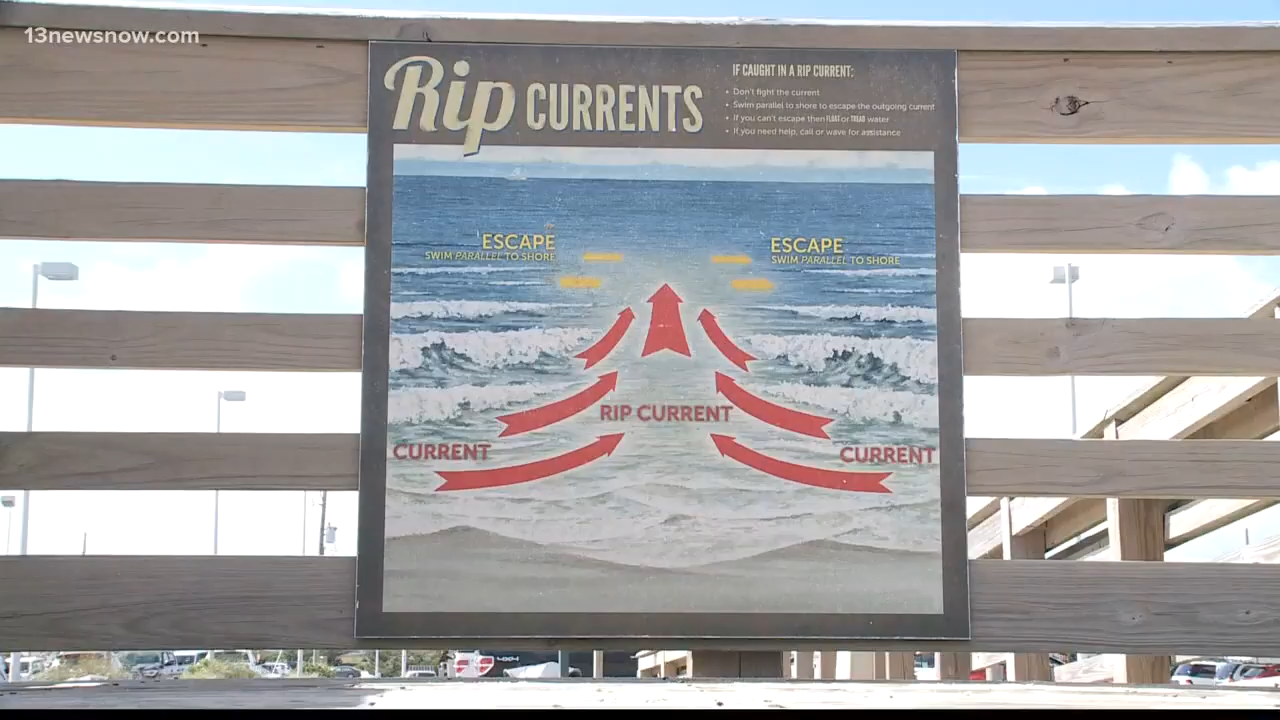 13newsnow.com
Rip CURRENTS
IF CAUGHT IN A RIP CURRENT:
• Don't fight the current
• Swim parallel to shore to escape the outgoing current
• If you can't escape then FLOAT or TREAD water
• If you need help, call or wave for assistance
ESCAPE
SWIM PARALLEL TO SHORE
ESCAPE
SWIM PARALLEL TO SHORE
RIP CURRENT
CURRENT
CURRENT
4X4